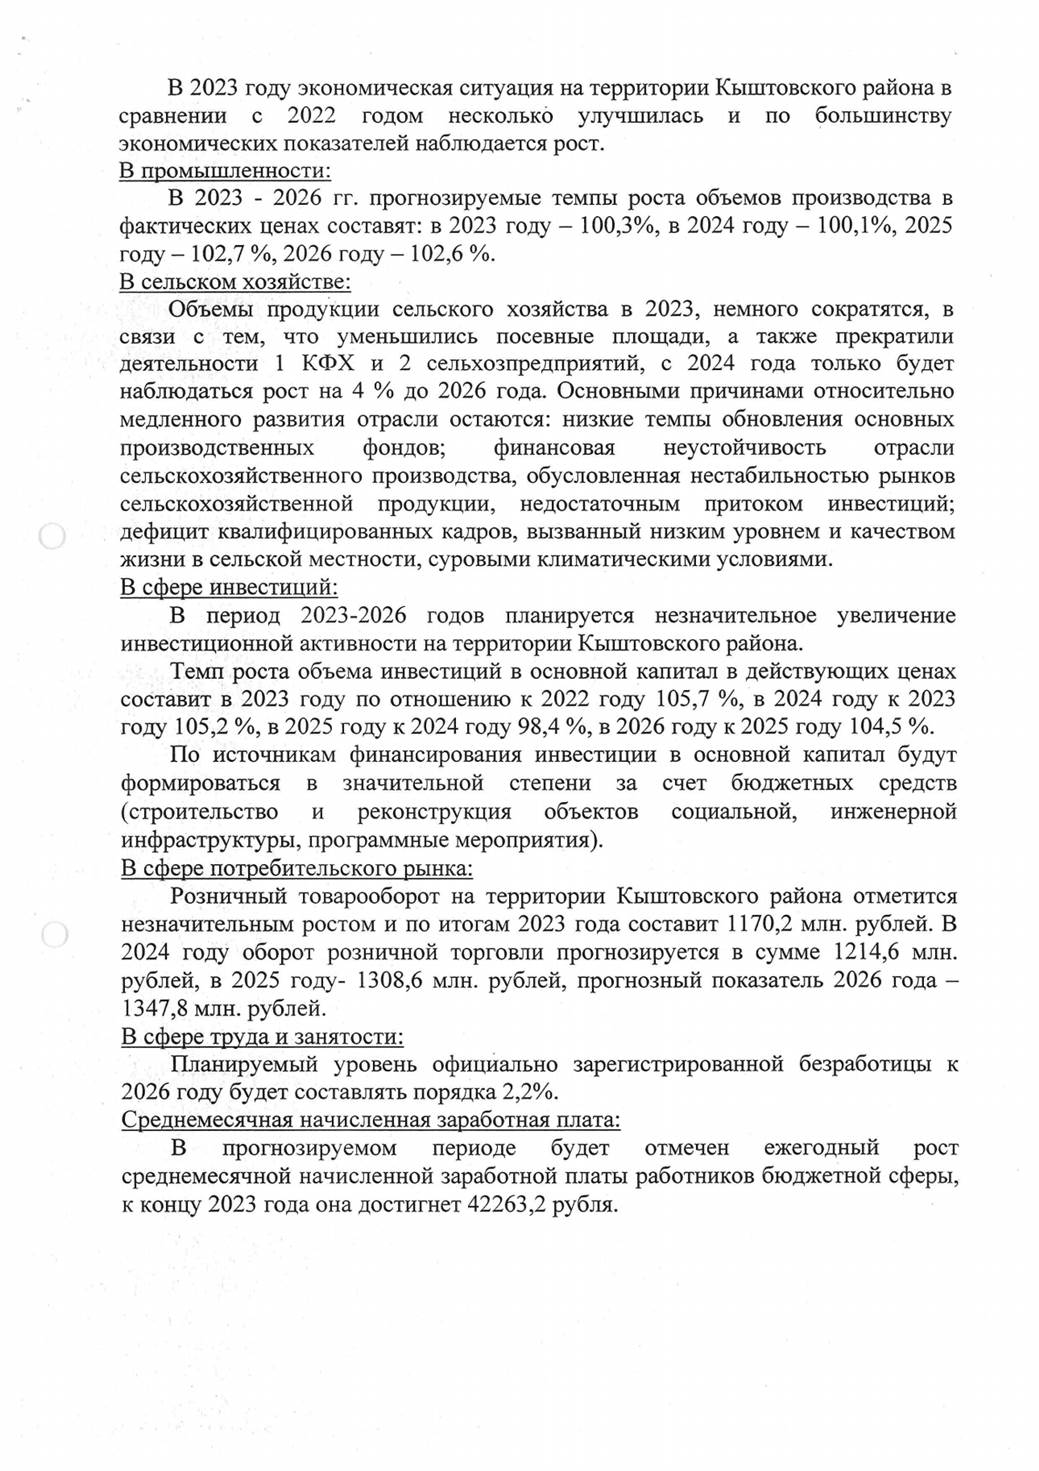 В 2023 году экономическая ситуация на территории Кыштовского района в
сравнении с 2022 годом несколько улучшилась и по большинству
экономических показателей наблюдается рост.
В промышленности:
В 2023 - 2026 гг. прогнозируемые темпы роста объемов производства в
фактических ценах составят: в 2023 году – 100,3%, в 2024 году – 100,1%, 2025
году – 102,7 %, 2026 году – 102,6 %.
В сельском хозяйстве:
Объемы продукции сельского хозяйства в 2023, немного сократятся, в
связи с тем, что уменьшились посевные площади, а также прекратили
деятельности 1 КФХ и 2 сельхозпредприятий, с 2024 года только будет
наблюдаться рост на 4 % до 2026 года. Основными причинами относительно
медленного развития отрасли остаются: низкие темпы обновления основных
производственных фондов; финансовая неустойчивость отрасли
сельскохозяйственного производства, обусловленная нестабильностью рынков
сельскохозяйственной продукции, недостаточным притоком инвестиций;
дефицит квалифицированных кадров, вызванный низким уровнем и качеством
жизни в сельской местности, суровыми климатическими условиями.
В сфере инвестиций:
В период 2023-2026 годов планируется незначительное увеличение
инвестиционной активности на территории Кыштовского района.
Темп роста объема инвестиций в основной капитал в действующих ценах
составит в 2023 году по отношению к 2022 году 105,7 %, в 2024 году к 2023
году 105,2 %, в 2025 году к 2024 году 98,4 %, в 2026 году к 2025 году 104,5 %.
По источникам финансирования инвестиции в основной капитал будут
формироваться в значительной степени за счет бюджетных средств
(строительство и реконструкция объектов социальной, инженерной
инфраструктуры, программные мероприятия).
В сфере потребительского рынка:
Розничный товарооборот на территории Кыштовского района отметится
незначительным ростом и по итогам 2023 года составит 1170,2 млн. рублей. В
2024 году оборот розничной торговли прогнозируется в сумме 1214,6 млн.
рублей, в 2025 году- 1308,6 млн. рублей, прогнозный показатель 2026 года –
1347,8 млн. рублей.
В сфере труда и занятости:
Планируемый уровень официально зарегистрированной безработицы к
2026 году будет составлять порядка 2,2%.
Среднемесячная начисленная заработная плата:
В прогнозируемом периоде будет отмечен ежегодный рост
среднемесячной начисленной заработной платы работников бюджетной сферы,
к концу 2023 года она достигнет 42263,2 рубля.